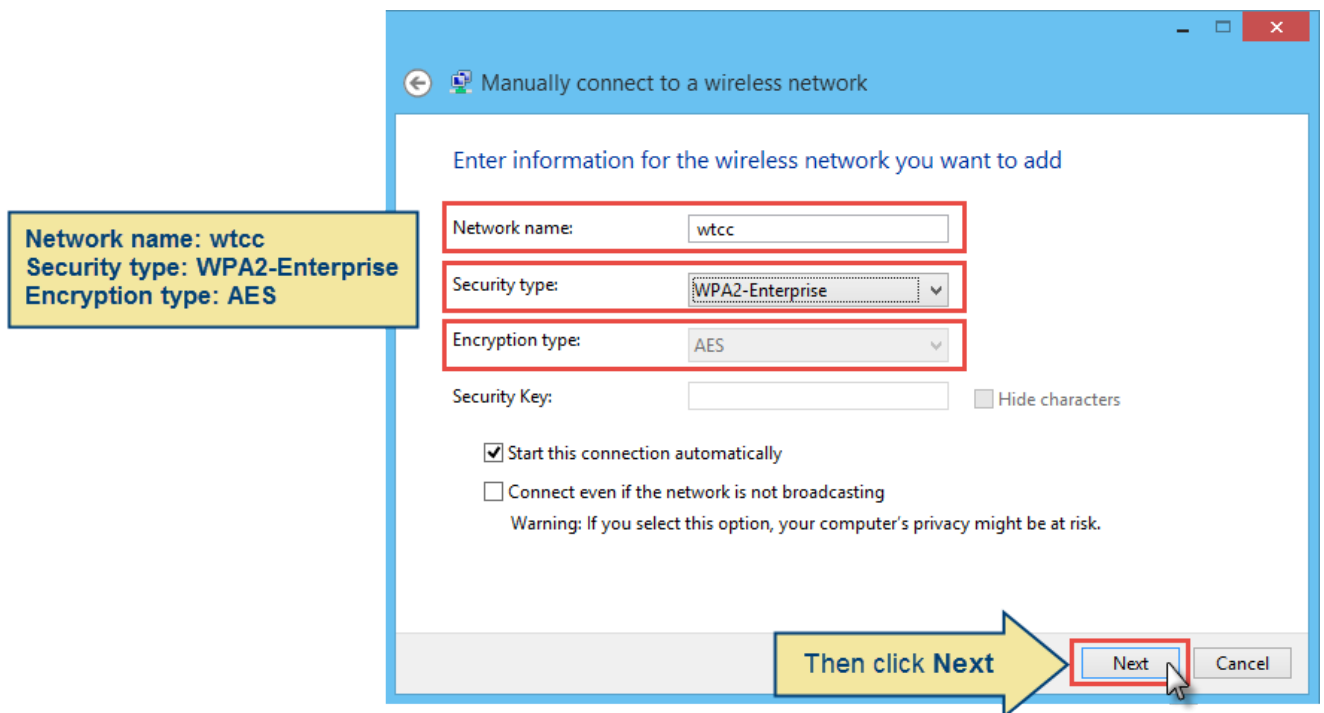 Manually connect to a wireless network
Enter information for the wireless network you want to add
Network name: wtcc
Security type: WPA2-Enterprise
Encryption type: AES
Network name: wtcc
Security type: WPA2-Enterprise
Encryption type: AES
Security Key:
Hide characters
Start this connection automatically
Connect even if the network is not broadcasting
Warning: If you select this option, your computer's privacy might be at risk.
Then click Next
Next
Cancel